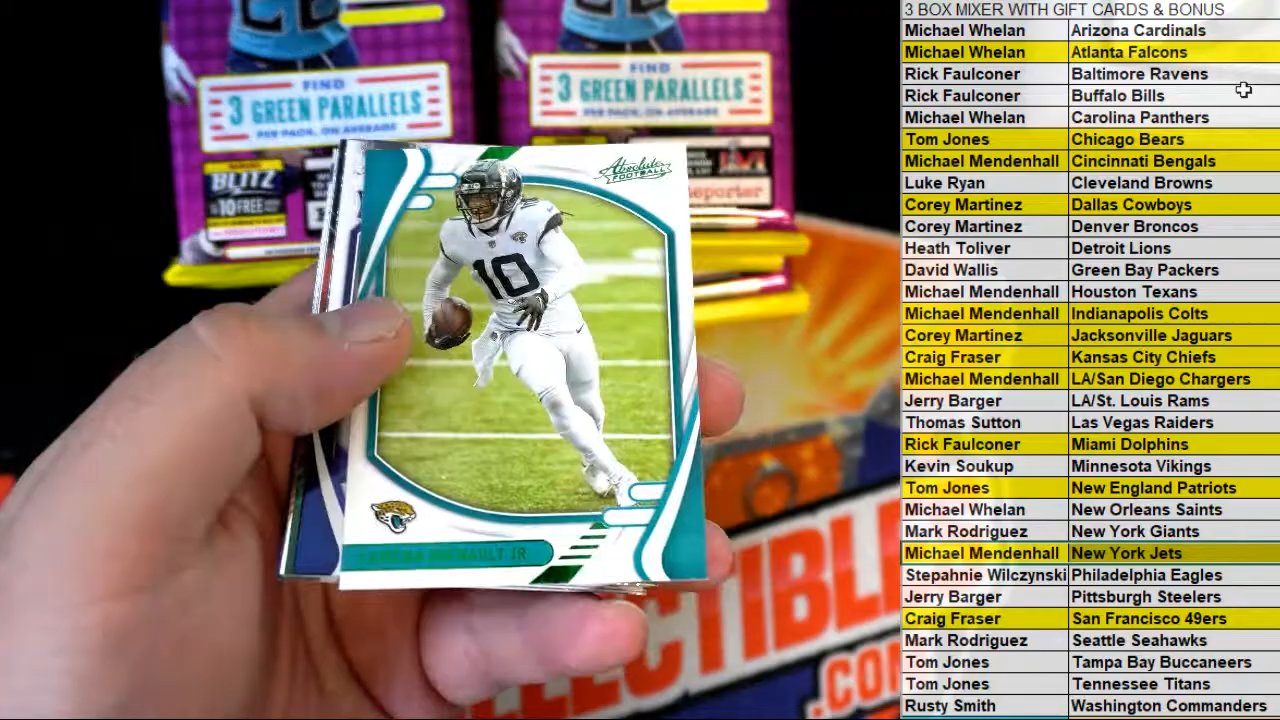 3 BOX MIXER WITH GIFT CARDS & BONUS
Michael Whelan Arizona Cardinals
Michael Whelan Atlanta Falcons
Rick Faulconer Baltimore Ravens
Rick Faulconer Buffalo Bills
Michael Whelan Carolina Panthers
Tom Jones Chicago Bears
Michael Mendenhall Cincinnati Bengals
Luke Ryan Cleveland Browns
Corey Martinez Dallas Cowboys
Corey Martinez Denver Broncos
Heath Toliver Detroit Lions
David Wallis Green Bay Packers
Michael Mendenhall Houston Texans
Michael Mendenhall Indianapolis Colts
Corey Martinez Jacksonville Jaguars
Craig Fraser Kansas City Chiefs
Michael Mendenhall LA/San Diego Chargers
Jerry Barger LA/St. Louis Rams
Thomas Sutton Las Vegas Raiders
Rick Faulconer Miami Dolphins
Kevin Soukup Minnesota Vikings
Tom Jones New England Patriots
Michael Whelan New Orleans Saints
Mark Rodriguez New York Giants
Michael Mendenhall New York Jets
Stepahnie Wilczynski Philadelphia Eagles
Jerry Barger Pittsburgh Steelers
Craig Fraser San Francisco 49ers
Mark Rodriguez Seattle Seahawks
Tom Jones Tampa Bay Buccaneers
Tom Jones Tennessee Titans
Rusty Smith Washington Commanders
FIND
3 GREEN PARALLELS
PER PACK, ON AVERAGE
BLITZ
10 FREE
FIND
3 GREEN PARALLELS
PER PACK, ON AVERAGE
Reporter
Absolute
FOOTBALL
10
JR
.CO